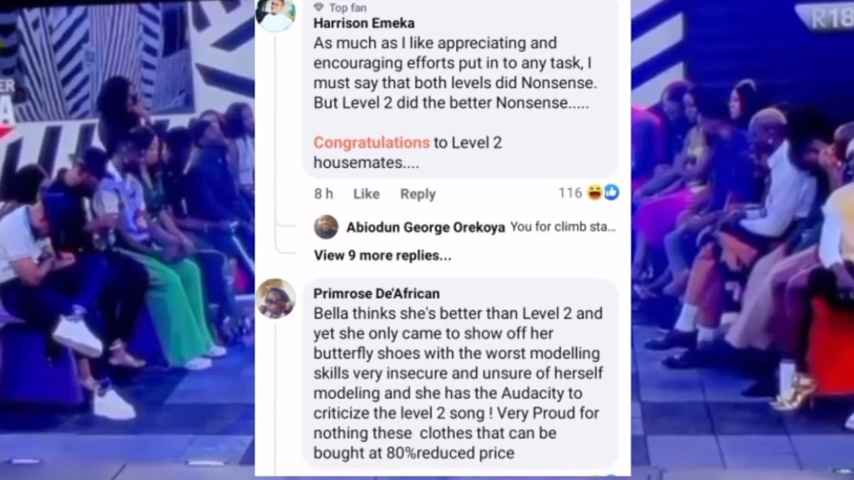 Top fan
Harrison Emeka
As much as I like appreciating and
encouraging efforts put in to any task, I
must say that both levels did Nonsense.
But Level 2 did the better Nonsense.....
Congratulations to Level 2
housemates....
8 h Like Reply 116
Abiodun George Orekoya You for climb sta...
View 9 more replies...
Primrose De'African
Bella thinks she's better than Level 2 and
yet she only came to show off her
butterfly shoes with the worst modelling
skills very insecure and unsure of herself
modeling and she has the Audacity to
criticize the level 2 song ! Very Proud for
nothing these clothes that can be
bought at 80%reduced price
R18